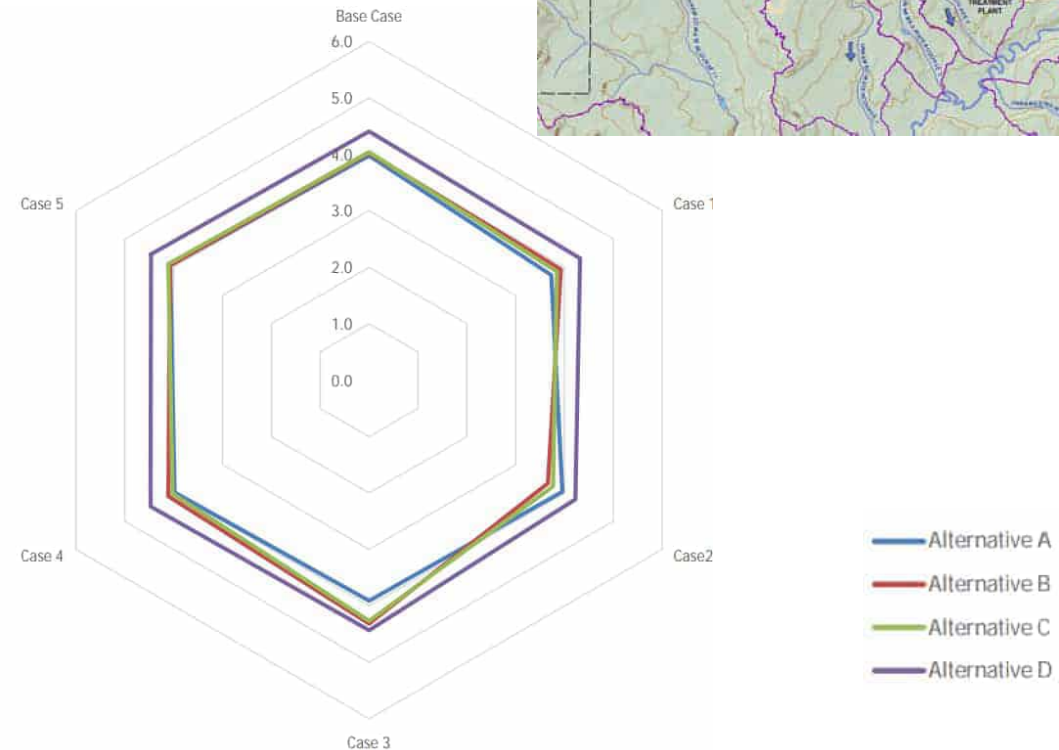 TREATMENT
PLANT
Base Case
6.0
5.0
4.0
3.0
2.0
1.0
0.0
Case 5
Case 1
Case 4
Case2
Case 3
Alternative A
Alternative B
Alternative C
Alternative D